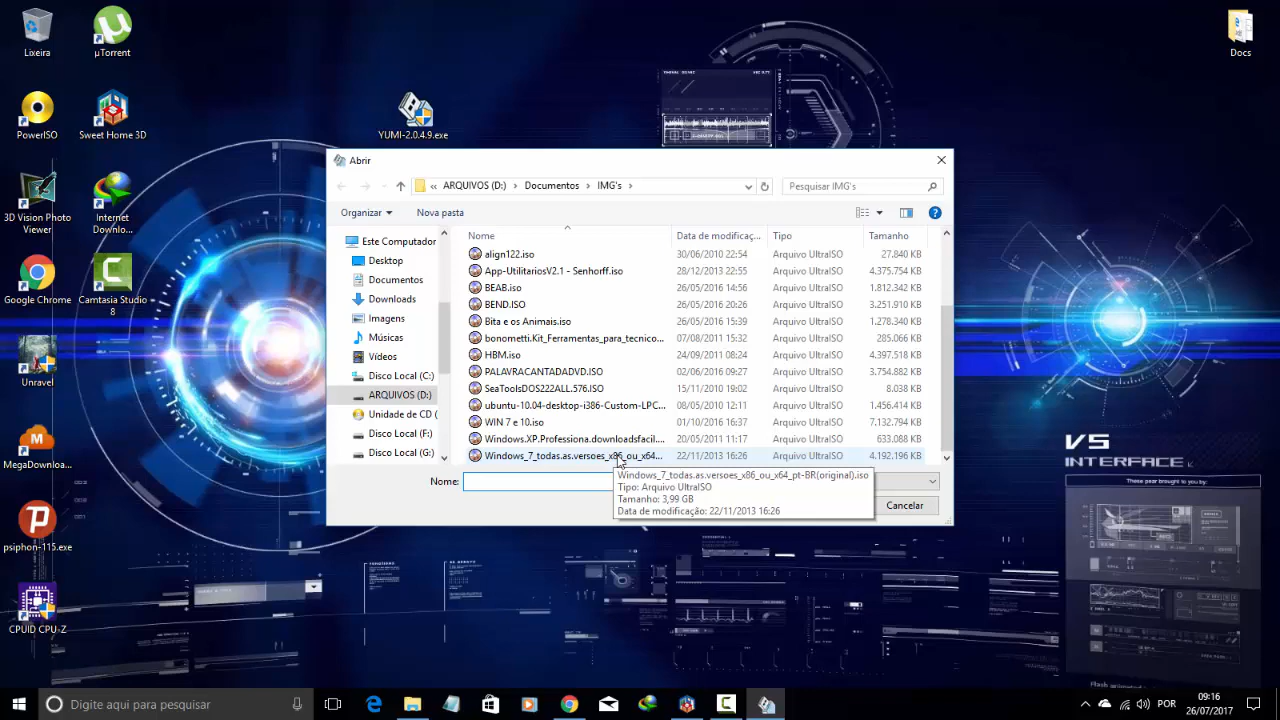 Lixeira
µTorrent
Docs
PowerISO
Sweet Home 3D
YUMI-2.0.4.9.exe
3D Vision Photo
Viewer
Internet
Downlo...
Google Chrome
Camtasia Studio
8
Unravel
MegaDownloa...
CPUID CPU-Z
Abrir
ARQUIVOS (D:)
Documentos
IMG's
Pesquisar IMG's
Organizar
Nova pasta
Este Computador
Desktop
Documentos
Downloads
Imagens
Músicas
Vídeos
Disco Local (C:)
ARQUIVOS (D:)
Unidade de CD (
Disco Local (F:)
Disco Local (G:)
Nome Data de modificaç... Tipo Tamanho
align122.iso 30/06/2010 22:54 Arquivo UltraISO 27.840 KB
App-UtilitariosV2.1 - Senhorff.iso 28/12/2013 22:55 Arquivo UltraISO 4.375.754 KB
BEAB.iso 26/05/2016 14:56 Arquivo UltraISO 1.812.342 KB
BEND.ISO 26/05/2016 20:26 Arquivo UltraISO 3.251.910 KB
Bita e os Animais.iso 26/05/2016 15:39 Arquivo UltraISO 1.278.340 KB
bonometti.Kit_Ferramentas_para_tecnico... 07/08/2011 15:32 Arquivo UltraISO 285.066 KB
HBM.iso 24/09/2011 08:24 Arquivo UltraISO 4.397.518 KB
PALAVRACANTADADVD.ISO 02/06/2016 09:27 Arquivo UltraISO 3.754.882 KB
SeaToolsDOS222ALL.576.ISO 15/11/2010 19:02 Arquivo UltraISO 8.038 KB
ubuntu-10.04-desktop-i386-Custom-LPC... 08/05/2010 12:11 Arquivo UltraISO 1.456.414 KB
WIN 7 e 10.iso 01/10/2016 16:37 Arquivo UltraISO 7.132.794 KB
Windows.XP.Professiona.downloadsfacil.... 20/05/2011 11:17 Arquivo UltraISO 633.088 KB
Windows_7_todas.as.versoes_x86_ou_x64... 22/11/2013 16:26 Arquivo UltraISO 4.192.196 KB
Nome:
Windows_7_todas.as.versoes_x86_ou_x64_pt-BR(original).iso
Tipo: Arquivo UltraISO
Tamanho: 3,99 GB
Data de modificação: 22/11/2013 16:26
Cancelar
VS
INTERFACE
These pear brought to you by:
Digite aqui para pesquisar
POR
09:16
26/07/2017